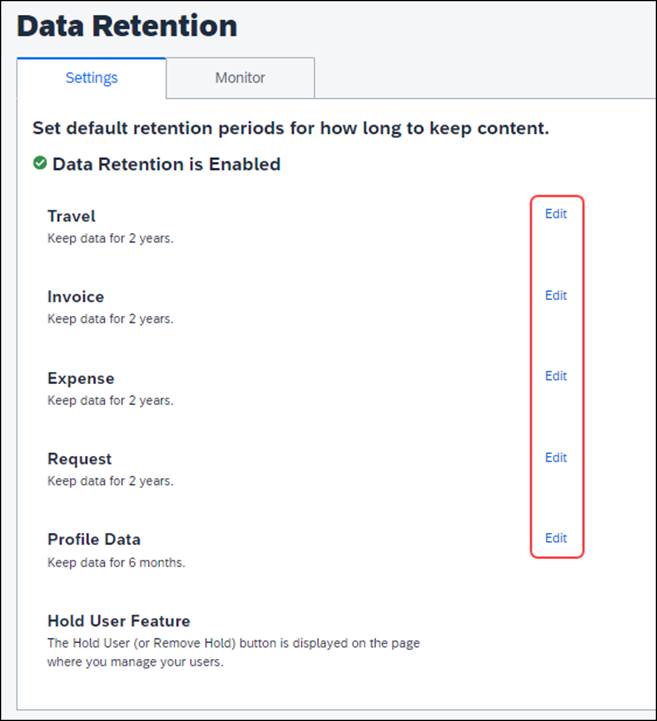 Data Retention
Settings
Monitor
Set default retention periods for how long to keep content.
Data Retention is Enabled
Travel
Edit
Keep data for 2 years.
Invoice
Edit
Keep data for 2 years.
Expense
Edit
Keep data for 2 years.
Request
Edit
Keep data for 2 years.
Profile Data
Edit
Keep data for 6 months.
Hold User Feature
The Hold User (or Remove Hold) button is displayed on the page
where you manage your users.